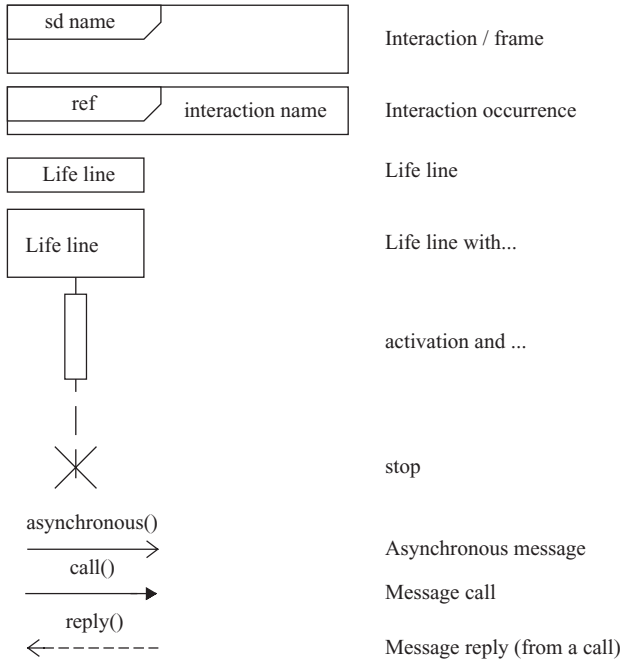 sd name
Interaction / frame
ref
interaction name
Interaction occurrence
Life line
Life line
Life line
Life line with...
activation and ...
stop
asynchronous()
Asynchronous message
call()
Message call
reply()
Message reply (from a call)